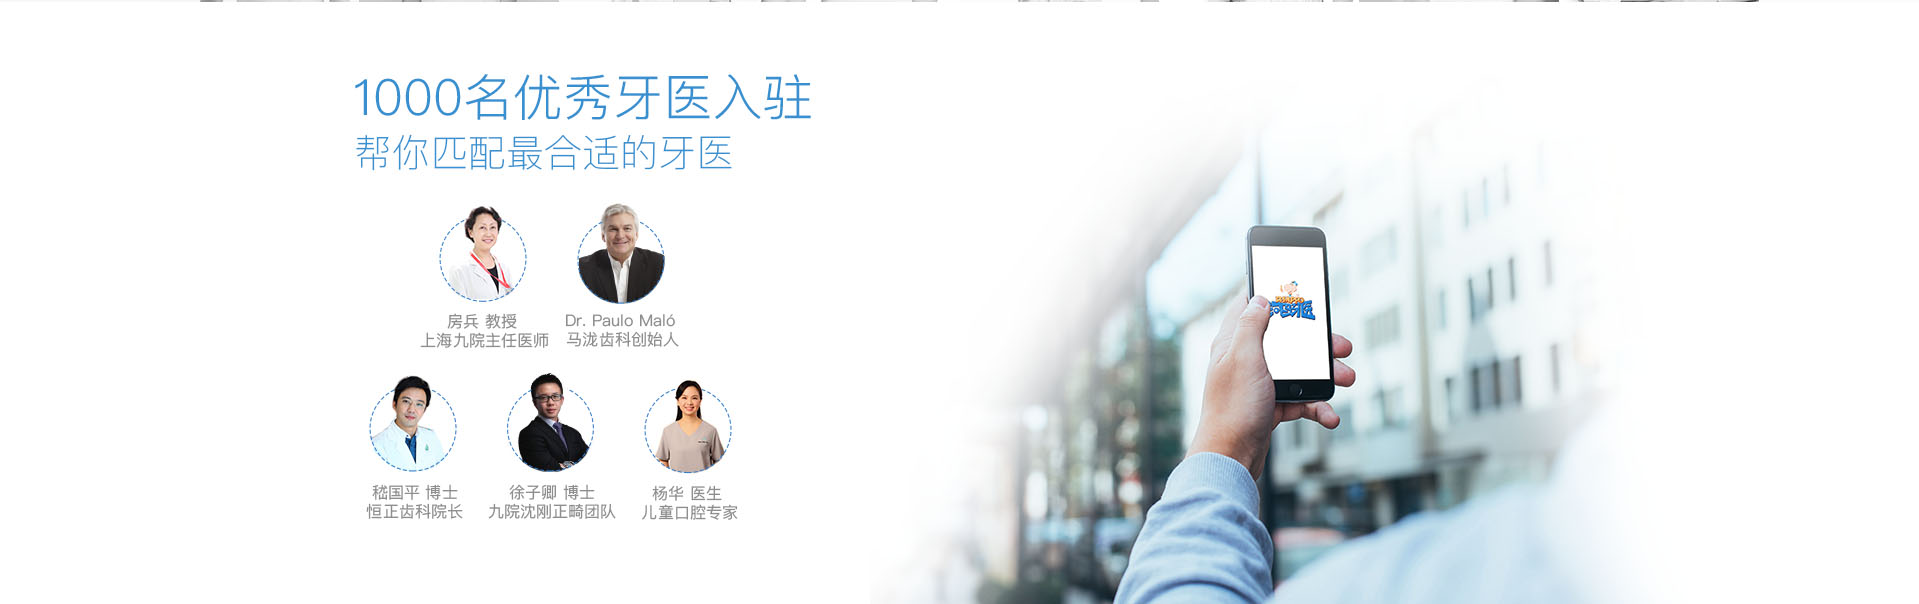 1000名优秀牙医入驻
帮你匹配最合适的牙医
房兵 教授
上海九院主任医师
Dr. Paulo Maló
马泷齿科创始人
嵇国平 博士
恒正齿科院长
徐子卿 博士
九院沈刚正畸团队
杨华 医生
儿童口腔专家